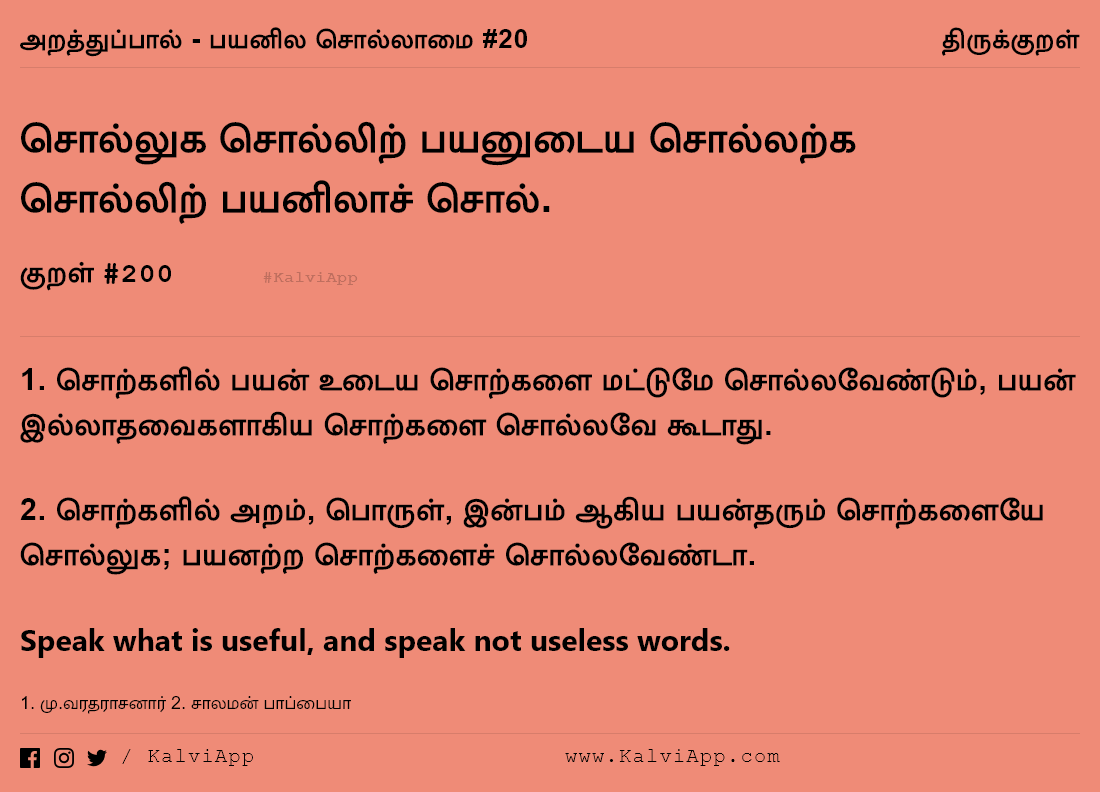 அறத்துப்பால் - பயனில சொல்லாமை #20
திருக்குறள்
சொல்லுக சொல்லிற் பயனுடைய சொல்லற்க
சொல்லிற் பயனிலாச் சொல்.
குறள் #200
#KalviApp
1. சொற்களில் பயன் உடைய சொற்களை மட்டுமே சொல்லவேண்டும், பயன்
இல்லாதவைகளாகிய சொற்களை சொல்லவே கூடாது.
2. சொற்களில் அறம், பொருள், இன்பம் ஆகிய பயன்தரும் சொற்களையே
சொல்லுக; பயனற்ற சொற்களைச் சொல்லவேண்டா.
Speak what is useful, and speak not useless words.
1. மு.வரதராசனார் 2. சாலமன் பாப்பையா
/ KalviApp
www.KalviApp.com